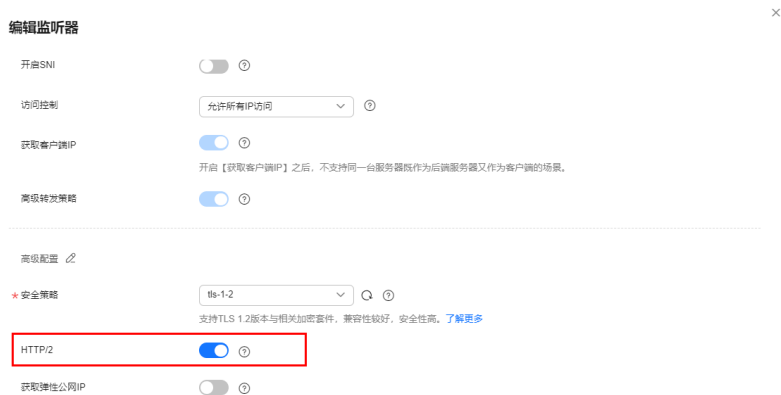 编辑监听器
开启SNI
访问控制 允许所有IP访问
获取客户端IP
开启【获取客户端IP】之后，不支持同一台服务器既作为后端服务器又作为客户端的场景。
高级转发策略
高级配置
* 安全策略 tls-1-2
支持TLS 1.2版本与相关加密套件，兼容性较好，安全性高。了解更多
HTTP/2
获取弹性公网IP